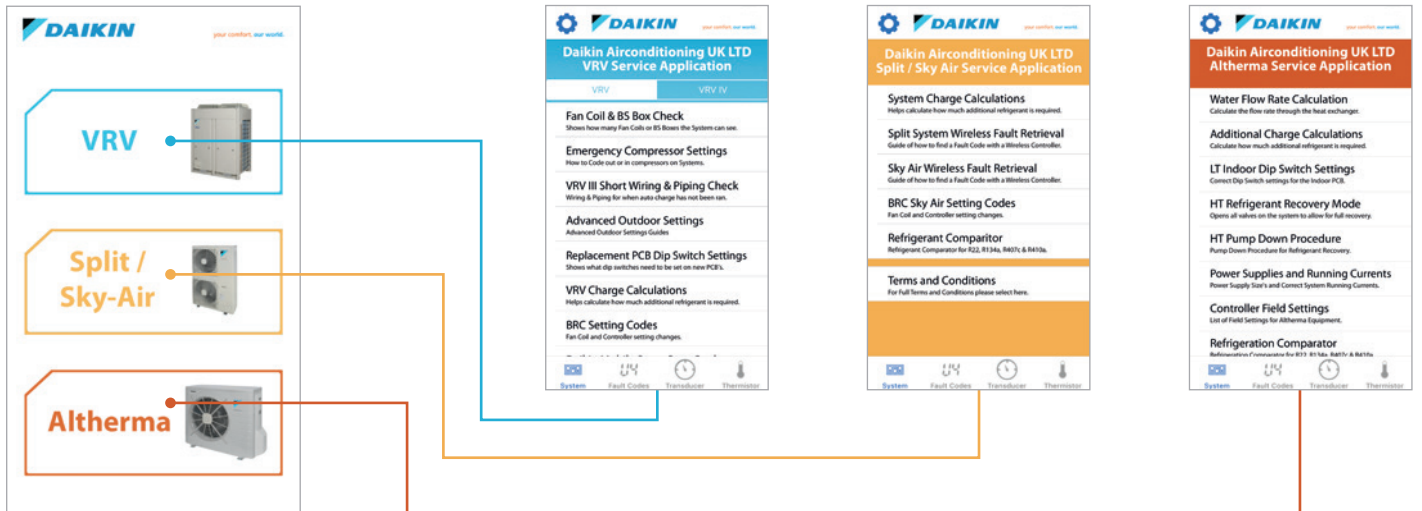 DAIKIN
your comfort. our world.
VRV
Split /
Sky-Air
Altherma
DAIKIN
your comfort. our world.
Daikin Airconditioning UK LTD
VRV Service Application
VRV
VRV IV
Fan Coil & BS Box Check
Shows how many Fan Coils or BS Boxes the System can see.
Emergency Compressor Settings
How to Code out or in compressors on Systems.
VRV III Short Wiring & Piping Check
Wiring & Piping for when auto charge has not been ran.
Advanced Outdoor Settings
Advanced Outdoor Settings Guides
Replacement PCB Dip Switch Settings
Shows what dip switches need to be set on new PCB's.
VRV Charge Calculations
Helps calculate how much additional refrigerant is required.
BRC Setting Codes
Fan Coil and Controller setting changes.
System
Fault Codes
Transducer
Thermistor
DAIKIN
your comfort. our world.
Daikin Airconditioning UK LTD
Split / Sky Air Service Application
System Charge Calculations
Helps calculate how much additional refrigerant is required.
Split System Wireless Fault Retrieval
Guide of how to find a Fault Code with a Wireless Controller.
Sky Air Wireless Fault Retrieval
Guide of how to find a Fault Code with a Wireless Controller.
BRC Sky Air Setting Codes
Fan Coil and Controller setting changes.
Refrigerant Comparitor
Refrigerant Comparator for R22, R134a, R407c & R410a.
Terms and Conditions
For Full Terms and Conditions please select here.
U4
System
Fault Codes
Transducer
Thermistor
DAIKIN
your comfort. our world.
Daikin Airconditioning UK LTD
Altherma Service Application
Water Flow Rate Calculation
Calculate the flow rate through the heat exchanger.
Additional Charge Calculations
Calculate how much additional refrigerant is required.
LT Indoor Dip Switch Settings
Correct Dip Switch settings for the Indoor PCB.
HT Refrigerant Recovery Mode
Opens all valves on the system to allow for full recovery.
HT Pump Down Procedure
Pump Down Procedure for Refrigerant Recovery.
Power Supplies and Running Currents
Power Supply Size's and Correct System Running Currents.
Controller Field Settings
List of Field Settings for Altherma Equipment.
Refrigeration Comparator
Refrigeration Comparator for R22, R134a, R407c & R410a.
U4
System
Fault Codes
Transducer
Thermistor